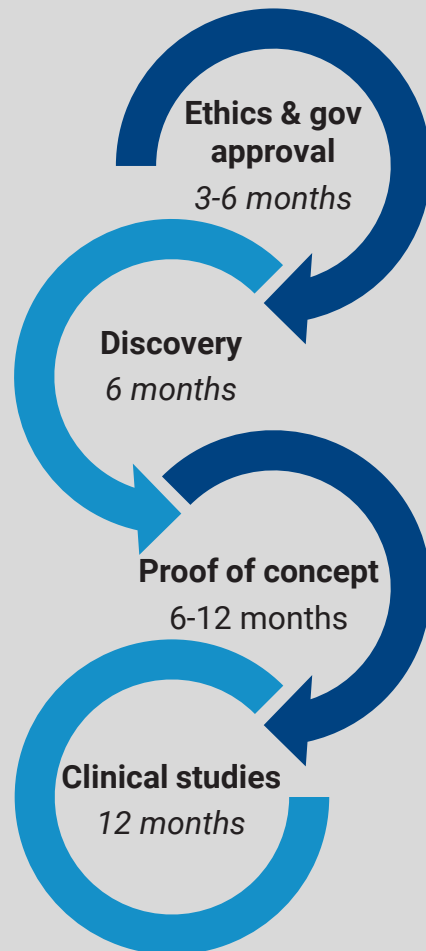 Ethics & gov
approval
3-6 months
Discovery
6 months
Proof of concept
6-12 months
Clinical studies
12 months